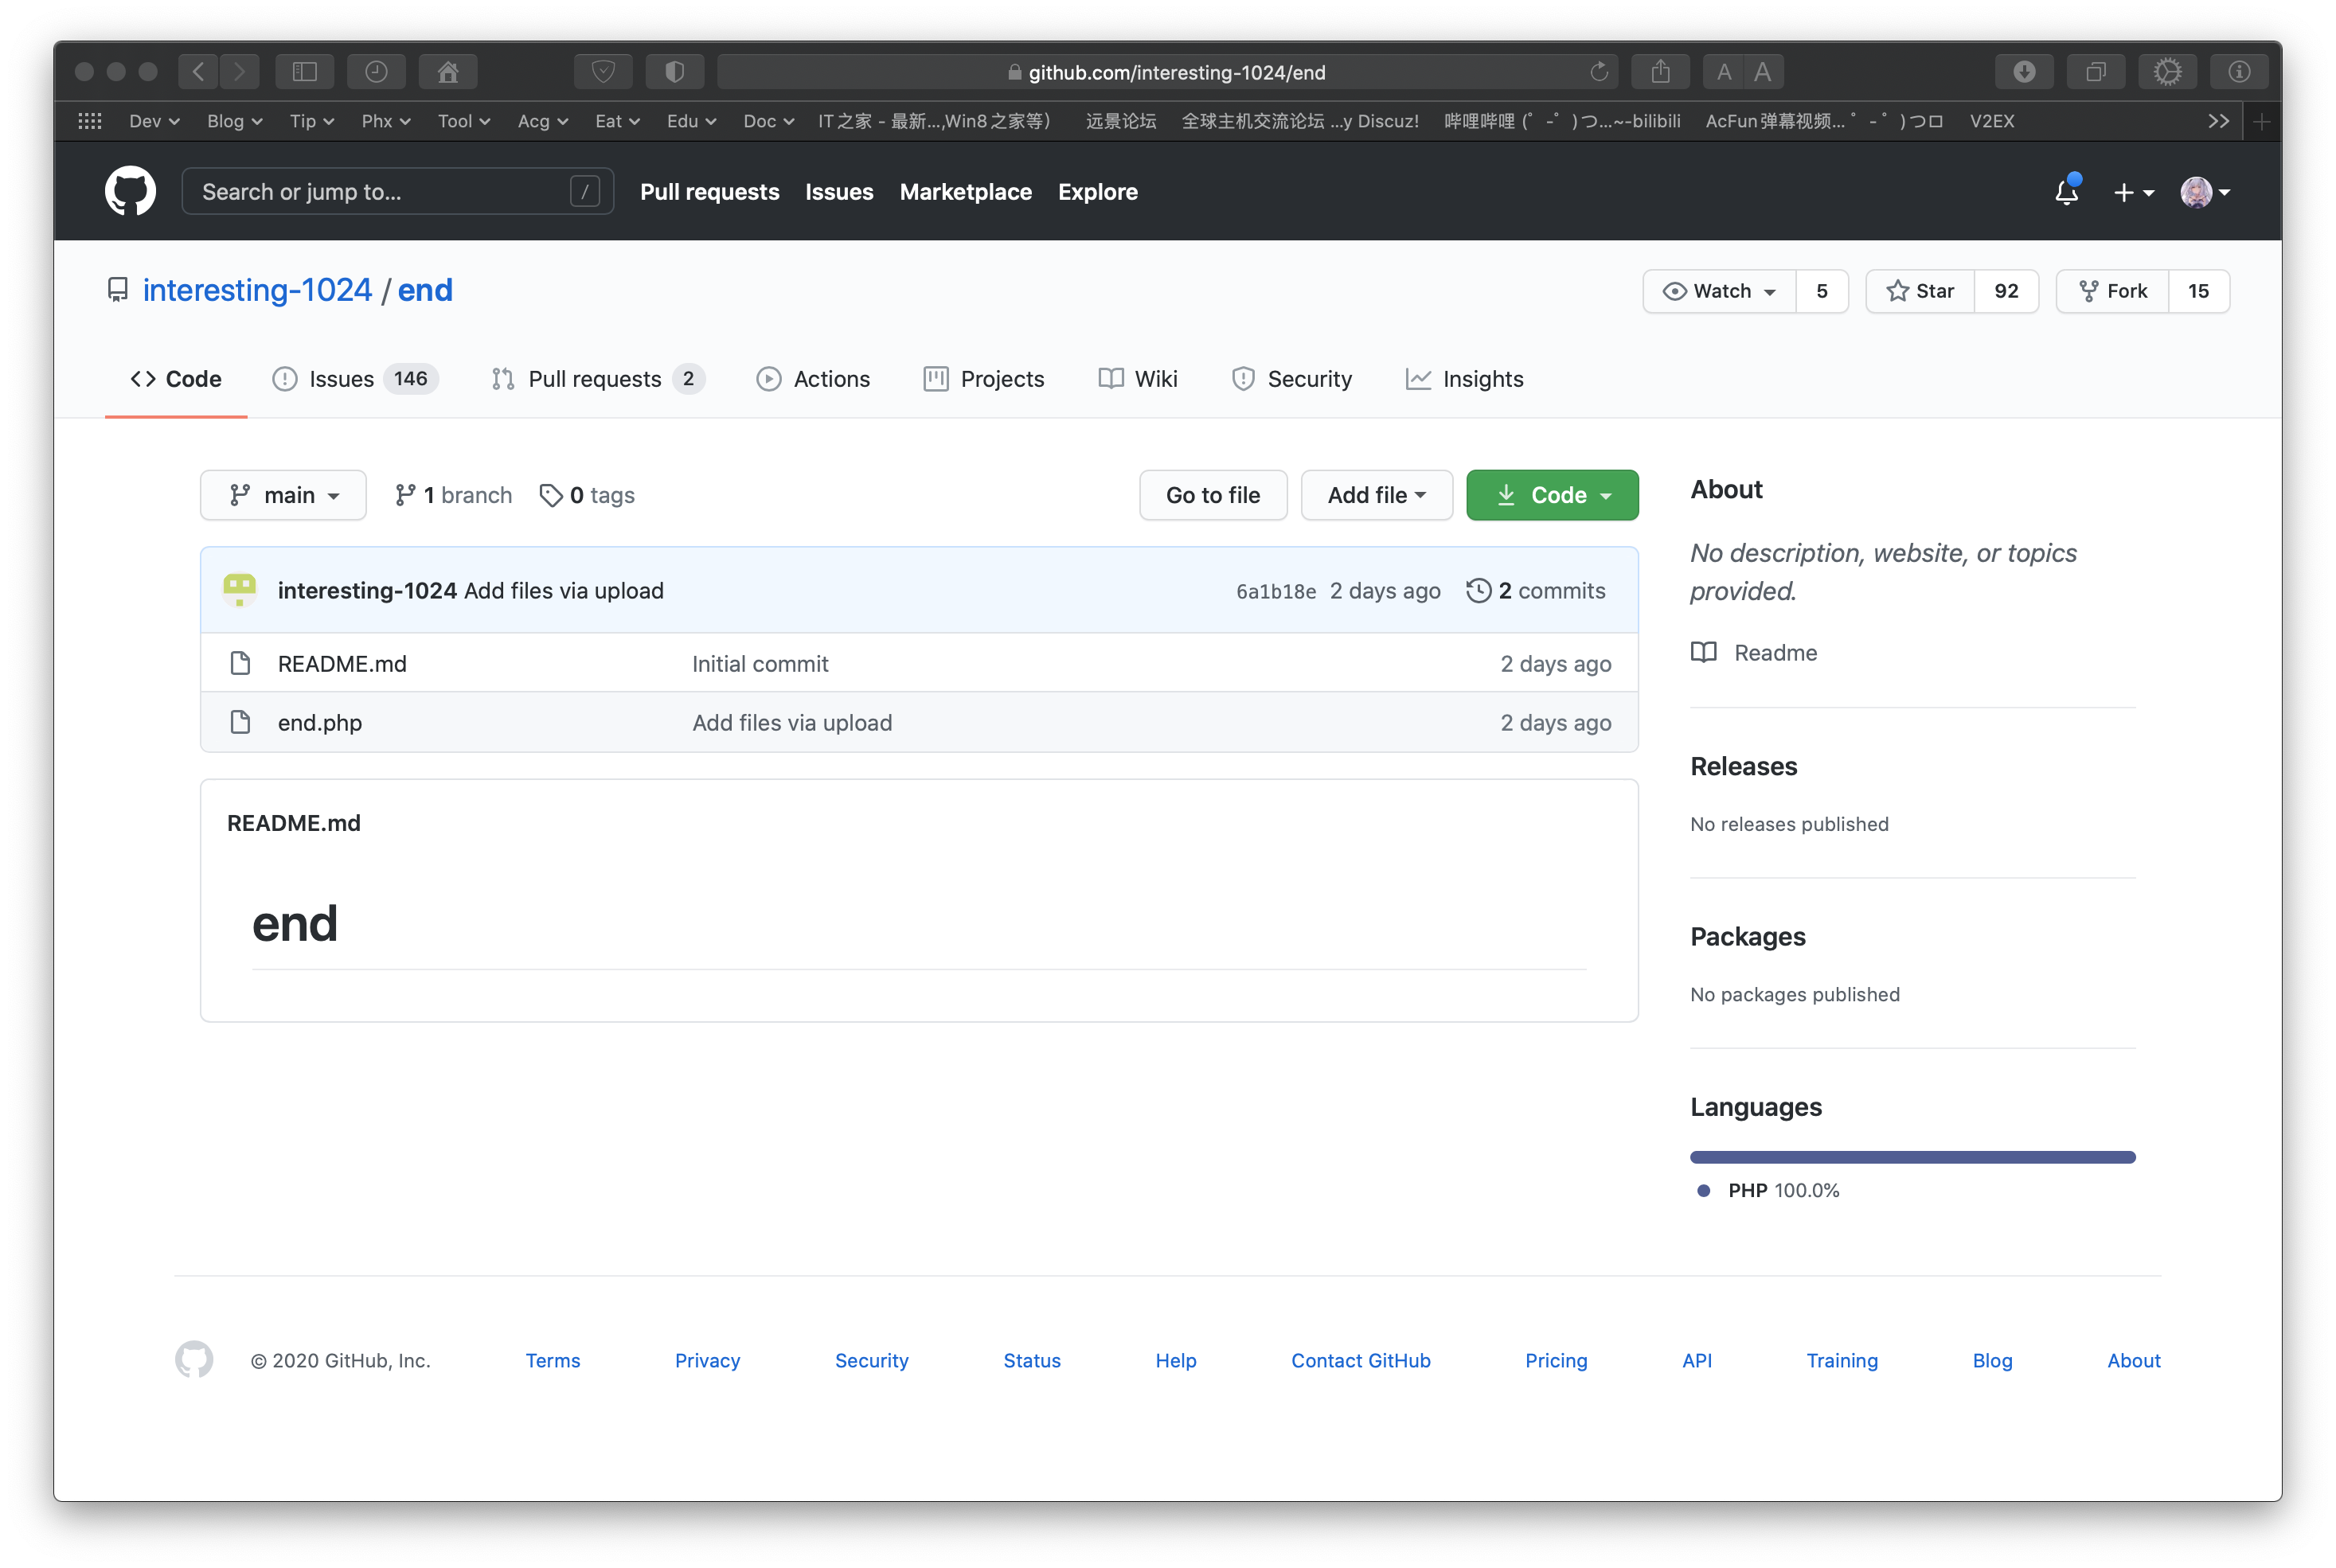 github.com/interesting-1024/end
A A
Dev Blog Tip Phx Tool Acg Eat Edu Doc IT之家 - 最新...,Win8之家等） 远景论坛 全球主机交流论坛 ...y Discuz! 哔哩哔哩 (゜-゜)つ...~-bilibili AcFun弹幕视频...゜- ゜)つロ V2EX
Search or jump to... / Pull requests Issues Marketplace Explore
interesting-1024 / end
Watch 5 Star 92 Fork 15
Code Issues 146 Pull requests 2 Actions Projects Wiki Security Insights
main 1 branch 0 tags Go to file Add file Code
interesting-1024 Add files via upload 6a1b18e 2 days ago 2 commits
README.md Initial commit 2 days ago
end.php Add files via upload 2 days ago
README.md
end
About
No description, website, or topics
provided.
Readme
Releases
No releases published
Packages
No packages published
Languages
PHP 100.0%
© 2020 GitHub, Inc. Terms Privacy Security Status Help Contact GitHub Pricing API Training Blog About